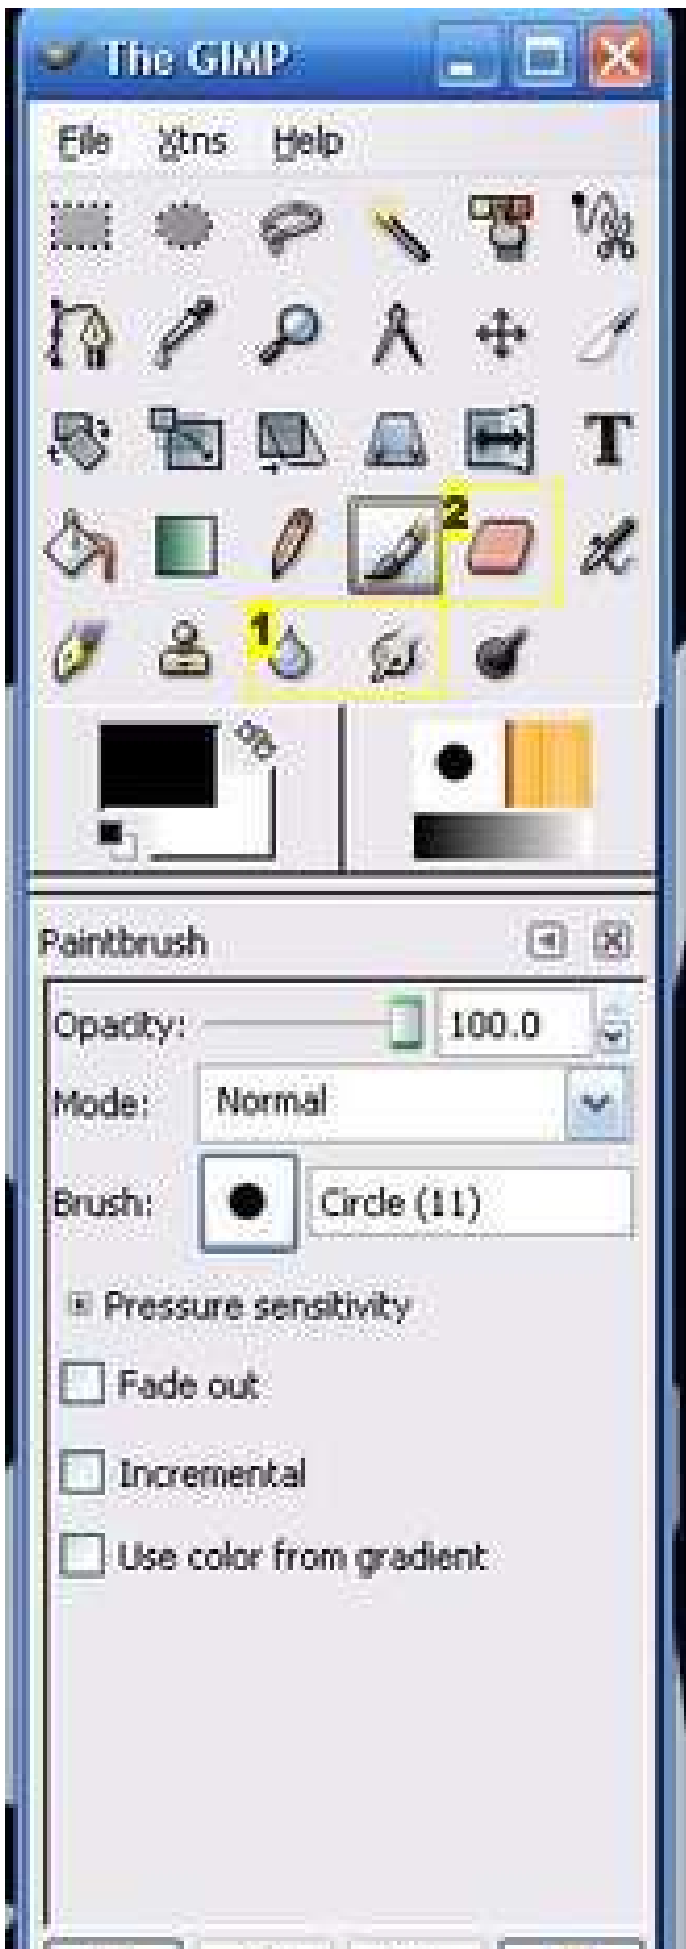 The GIMP
File Xtns Help
T
2
1
Paintbrush
Opacity: 100.0
Mode: Normal
Brush: Circle (11)
Pressure sensitivity
Fade out
Incremental
Use color from gradient